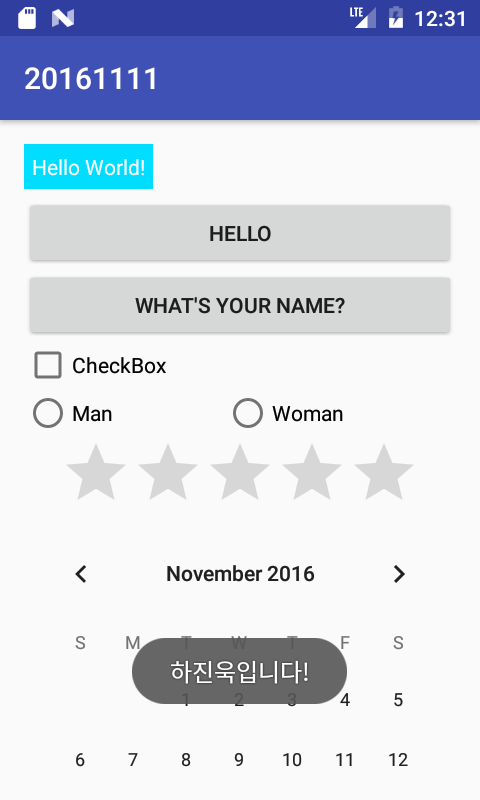 LTE 12:31
20161111
Hello World!
HELLO
WHAT'S YOUR NAME?
CheckBox
Man Woman
November 2016
S M T W T F S
하진욱입니다!
1 2 3 4 5
6 7 8 9 10 11 12